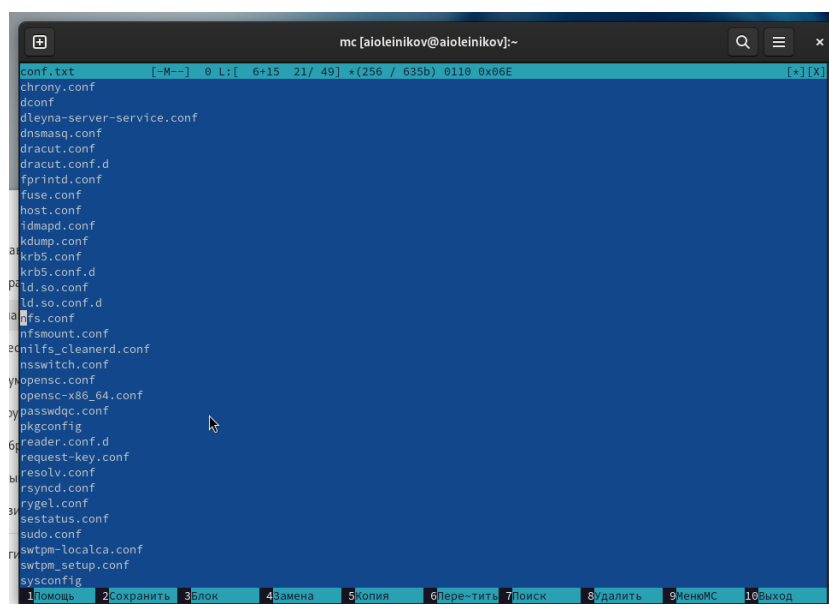 mc [aioleinikov@aioleinikov]:~
conf.txt [-M--] 0 L:[ 6+15 21/ 49] *(256 / 635b) 0110 0x06E [*][X]
chrony.conf
dconf
dleyna-server-service.conf
dnsmasq.conf
dracut.conf
dracut.conf.d
fprintd.conf
fuse.conf
host.conf
idmapd.conf
kdump.conf
krb5.conf
krb5.conf.d
ld.so.conf
ld.so.conf.d
nfs.conf
nfsmount.conf
nilfs_cleanerd.conf
nsswitch.conf
opensc.conf
opensc-x86_64.conf
passwdqc.conf
pkgconfig
reader.conf.d
request-key.conf
resolv.conf
rsyncd.conf
rygel.conf
sestatus.conf
sudo.conf
swtpm-localca.conf
swtpm_setup.conf
sysconfig
1Помощь 2Сохранить 3Блок 4Замена 5Копия 6Пере~тить 7Поиск 8Удалить 9МенюМС 10Выход